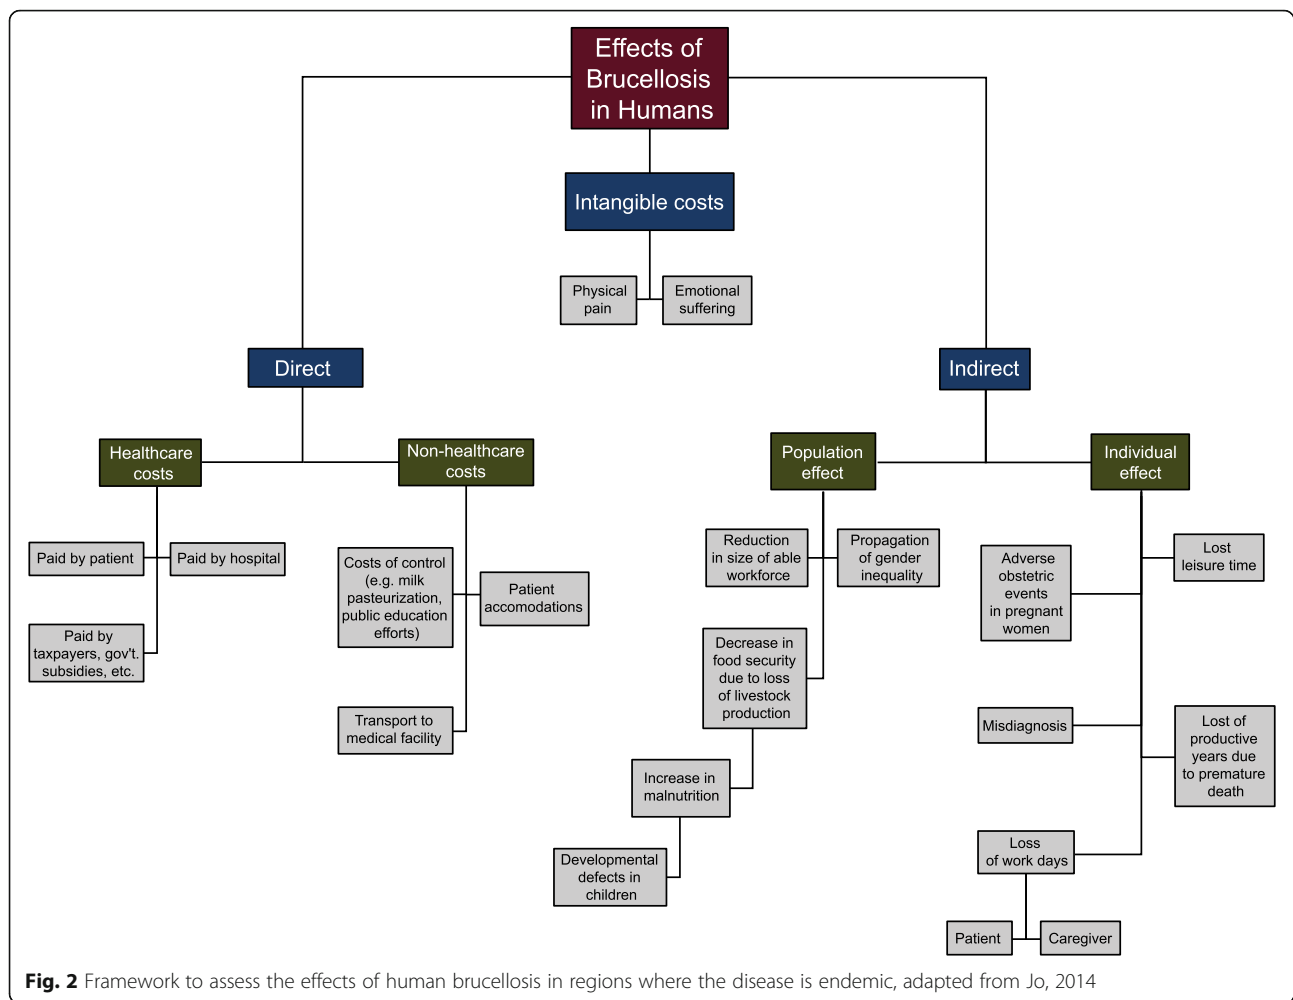 Effects of
Brucellosis
in Humans
Intangible costs
Physical
pain
Emotional
suffering
Direct
Indirect
Healthcare
costs
Non-healthcare
costs
Population
effect
Individual
effect
Paid by patient
Paid by hospital
Paid by
taxpayers, gov't.
subsidies, etc.
Costs of control
(e.g. milk
pasteurization,
public education
efforts)
Patient
accomodations
Transport to
medical facility
Reduction
in size of able
workforce
Propagation
of gender
inequality
Decrease in
food security
due to loss
of livestock
production
Increase in
malnutrition
Developmental
defects in
children
Adverse
obstetric
events
in pregnant
women
Lost
leisure time
Misdiagnosis
Lost of
productive
years due
to premature
death
Loss
of work days
Patient
Caregiver
Fig. 2 Framework to assess the effects of human brucellosis in regions where the disease is endemic, adapted from Jo, 2014